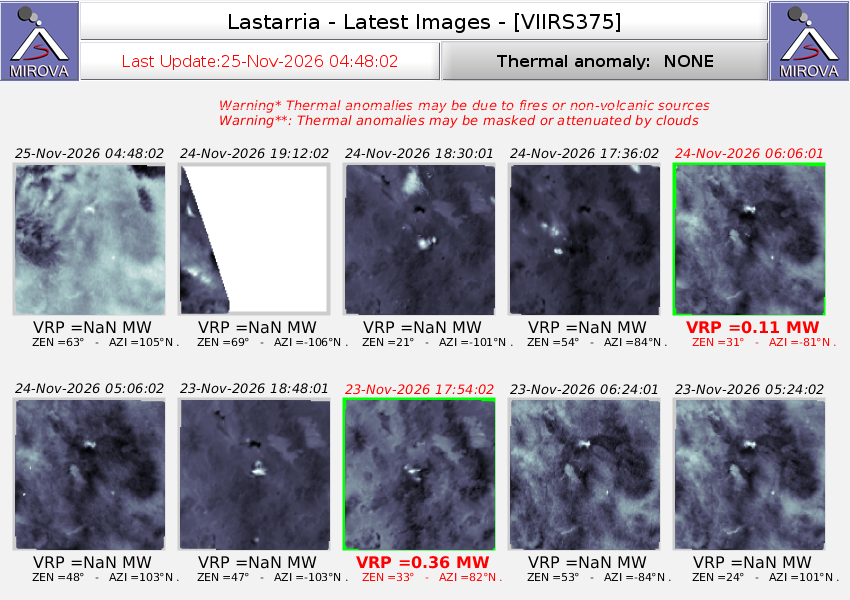 Lastarria - Latest Images - [VIIRS375]
MIROVA
Last Update:25-Nov-2026 04:48:02
Thermal anomaly: NONE
MIROVA
Warning* Thermal anomalies may be due to fires or non-volcanic sources
Warning**: Thermal anomalies may be masked or attenuated by clouds
25-Nov-2026 04:48:02
24-Nov-2026 19:12:02
24-Nov-2026 18:30:01
24-Nov-2026 17:36:02
24-Nov-2026 06:06:01
VRP =NaN MW
VRP =NaN MW
VRP =NaN MW
VRP =NaN MW
VRP =0.11 MW
ZEN =63° - AZI =105°N .
ZEN =69° - AZI =-106°N .
ZEN =21° - AZI =-101°N .
ZEN =54° - AZI =84°N .
ZEN =31° - AZI =-81°N .
24-Nov-2026 05:06:02
23-Nov-2026 18:48:01
23-Nov-2026 17:54:02
23-Nov-2026 06:24:01
23-Nov-2026 05:24:02
VRP =NaN MW
VRP =NaN MW
VRP =0.36 MW
VRP =NaN MW
VRP =NaN MW
ZEN =48° - AZI =103°N .
ZEN =47° - AZI =-103°N .
ZEN =33° - AZI =82°N .
ZEN =53° - AZI =-84°N .
ZEN =24° - AZI =101°N .